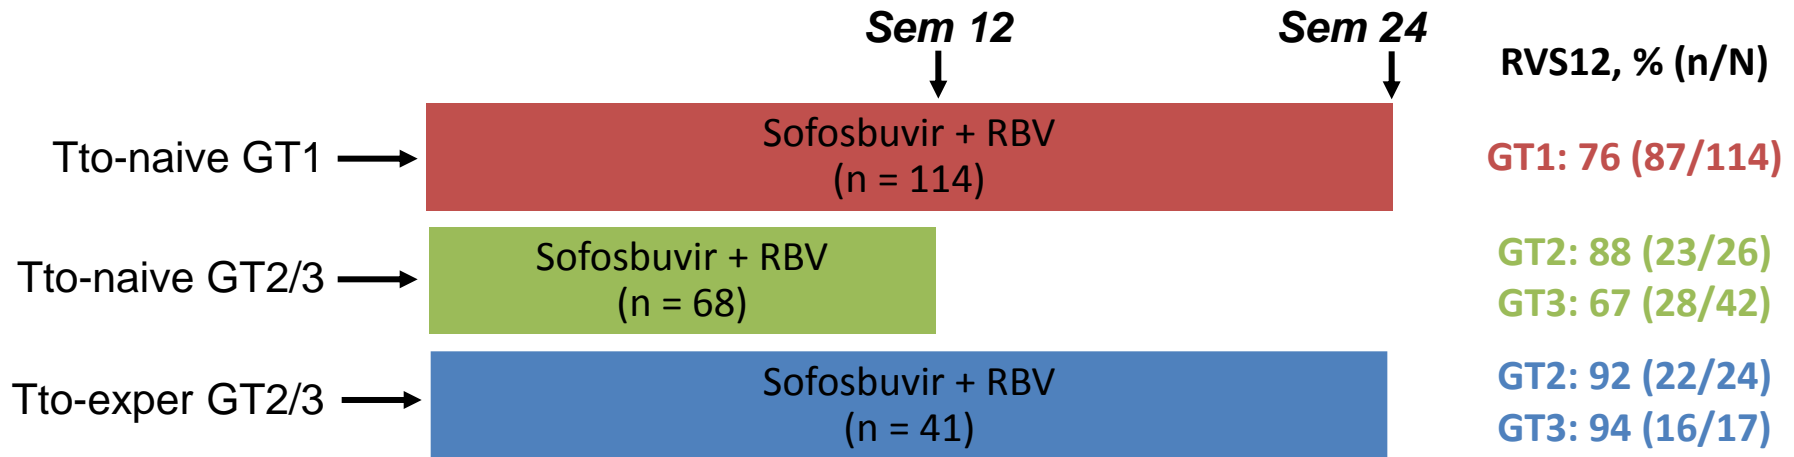 Sem 12
Sem 24
RVS12, % (n/N)
Tto-naive GT1
Sofosbuvir + RBV
(n = 114)
GT1: 76 (87/114)
Tto-naive GT2/3
Sofosbuvir + RBV
(n = 68)
GT2: 88 (23/26)
GT3: 67 (28/42)
Tto-exper GT2/3
Sofosbuvir + RBV
(n = 41)
GT2: 92 (22/24)
GT3: 94 (16/17)